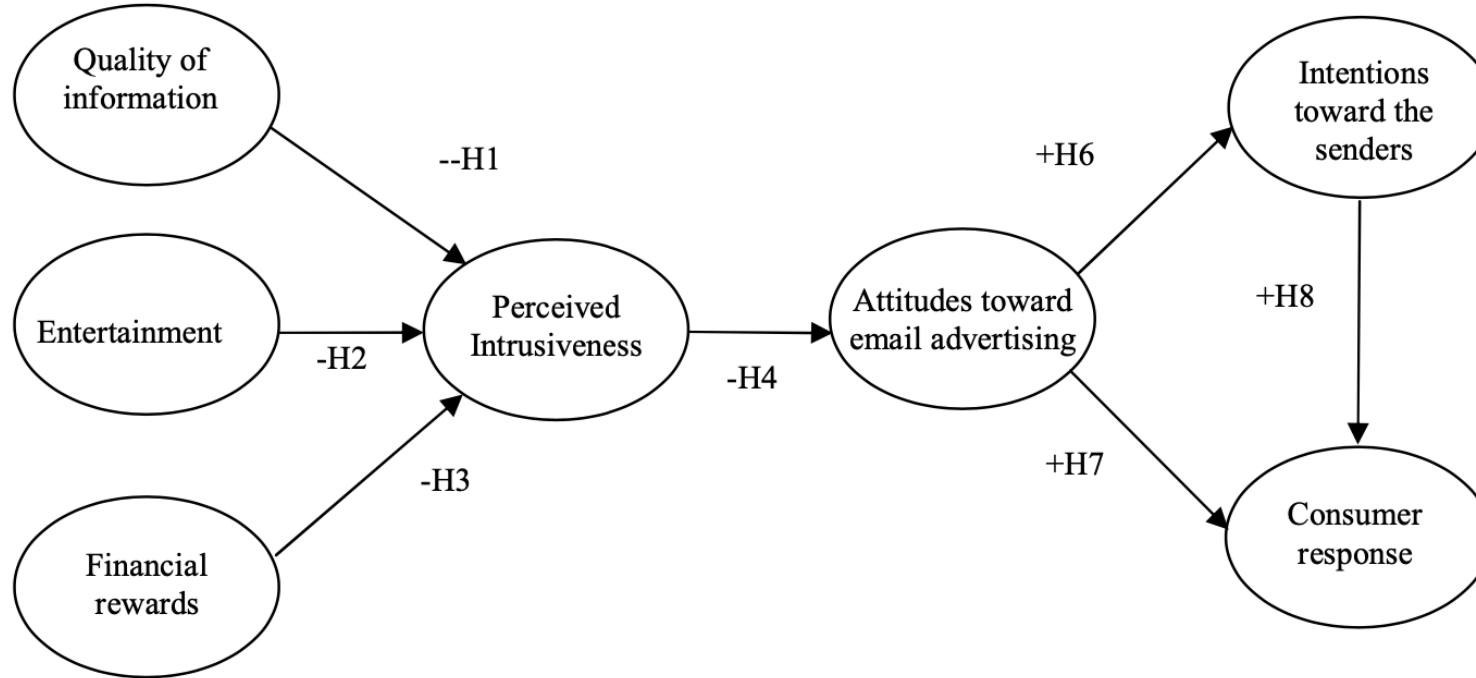 Quality of
information
--H1
Entertainment
-H2
Financial
rewards
-H3
Perceived
Intrusiveness
-H4
Attitudes toward
email advertising
+H6
Intentions
toward the
senders
+H7
+H8
Consumer
response